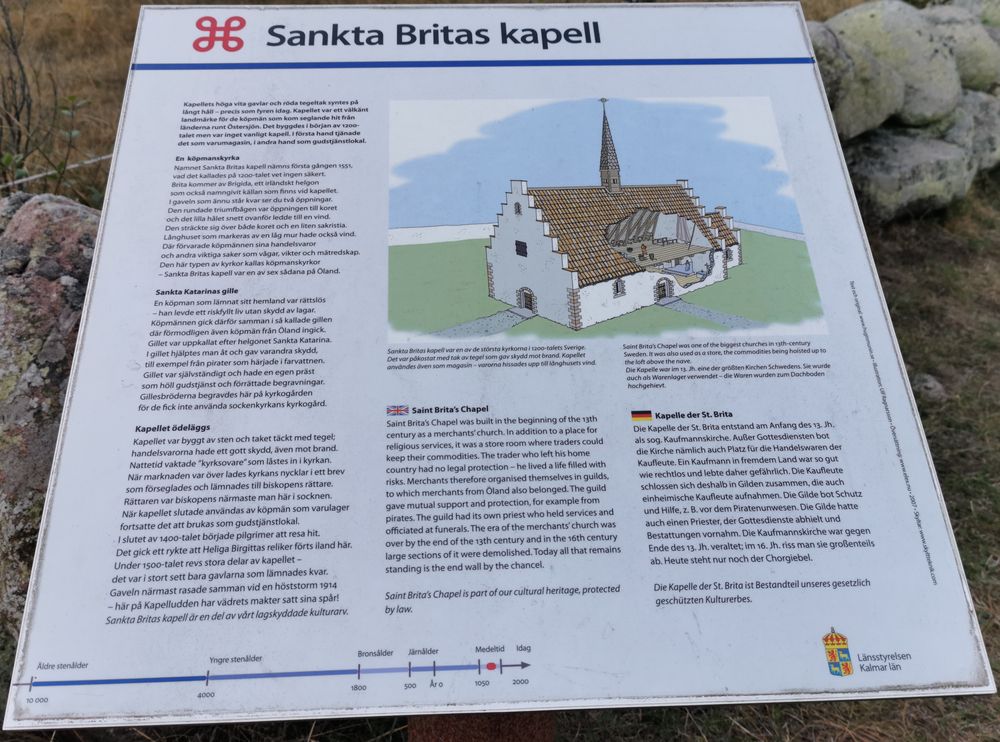 Sankta Britas kapell
Kapellets höga vita gavlar och röda tegeltak syntes på
långt håll – precis som fyren idag. Kapellet var ett välkänt
landmärke för de köpmän som kom seglande hit från
länderna runt Östersjön. Det byggdes i början av 1200-
talet men var inget vanligt kapell. I första hand tjänade
det som varumagasin, i andra hand som gudstjänstlokal.
En köpmanskyrka
Namnet Sankta Britas kapell nämns första gången 1551,
vad det kallades på 1200-talet vet ingen säkert.
Brita kommer av Brigida, ett irländskt helgon
som också namngivit källan som finns vid kapellet.
I gaveln som ännu står kvar ser du två öppningar.
Den rundade triumfbågen var öppningen till koret
och det lilla hålet snett ovanför ledde till en vind.
Den sträckte sig över både koret och en liten sakristia.
Långhuset som markeras av en låg mur hade också vind.
Där förvarade köpmännen sina handelsvaror
och andra viktiga saker som vågar, vikter och mätredskap.
Den här typen av kyrkor kallas köpmanskyrkor
– Sankta Britas kapell var en av sex sådana på Öland.
Sankta Katarinas gille
En köpman som lämnat sitt hemland var rättslös
– han levde ett riskfyllt liv utan skydd av lagar.
Köpmännen gick därför samman i så kallade gillen
där förmodligen även köpmän från Öland ingick.
Gillet var uppkallat efter helgonet Sankta Katarina.
I gillet hjälptes man åt och gav varandra skydd,
till exempel från pirater som härjade i farvattnen.
Gillet var självständigt och hade en egen präst
som höll gudstjänst och förrättade begravningar.
Gillesbröderna begravdes här på kyrkogården
för de fick inte använda sockenkyrkans kyrkogård.
Kapellet ödeläggs
Kapellet var byggt av sten och taket täckt med tegel;
handelsvarorna hade ett gott skydd, även mot brand.
Nattetid vaktade "kyrksovare" som låstes in i kyrkan.
När marknaden var över lades kyrkans nycklar i ett brev
som förseglades och lämnades till biskopens rättare.
Rättaren var biskopens närmaste man här i socknen.
När kapellet slutade användas av köpmän som varulager
fortsatte det att brukas som gudstjänstlokal.
I slutet av 1400-talet började pilgrimer att resa hit.
Det gick ett rykte att Heliga Birgittas reliker förts iland här.
Under 1500-talet revs stora delar av kapellet –
det var i stort sett bara gavlarna som lämnades kvar.
Gaveln närmast rasade samman vid en höststorm 1914
– här på Kapelludden har vädrets makter satt sina spår!
Sankta Britas kapell är en del av vårt lagskyddade kulturarv.
Sankta Britas kapell var en av de största kyrkorna i 1200-talets Sverige.
Det var påkostat med tak av tegel som gav skydd mot brand. Kapellet
användes även som magasin – varorna hissades upp till långhusets vind.
Saint Brita's Chapel was one of the biggest churches in 13th-century
Sweden. It was also used as a store, the commodities being hoisted up to
the loft above the nave.
Die Kapelle war im 13. Jh. eine der größten Kirchen Schwedens. Sie wurde
auch als Warenlager verwendet – die Waren wurden zum Dachboden
hochgehievt.
Saint Brita's Chapel
Saint Brita's Chapel was built in the beginning of the 13th
century as a merchants' church. In addition to a place for
religious services, it was a store room where traders could
keep their commodities. The trader who left his home
country had no legal protection – he lived a life filled with
risks. Merchants therefore organised themselves in guilds,
to which merchants from Öland also belonged. The guild
gave mutual support and protection, for example from
pirates. The guild had its own priest who held services and
officiated at funerals. The era of the merchants' church was
over by the end of the 13th century and in the 16th century
large sections of it were demolished. Today all that remains
standing is the end wall by the chancel.
Saint Brita's Chapel is part of our cultural heritage, protected
by law.
Kapelle der St. Brita
Die Kapelle der St. Brita entstand am Anfang des 13. Jh.
als sog. Kaufmannskirche. Außer Gottesdiensten bot
die Kirche nämlich auch Platz für die Handelswaren der
Kaufleute. Ein Kaufmann in fremdem Land war so gut
wie rechtlos und lebte daher gefährlich. Die Kaufleute
schlossen sich deshalb in Gilden zusammen, die auch
einheimische Kaufleute aufnahmen. Die Gilde bot Schutz
und Hilfe, z. B. vor dem Piratenunwesen. Die Gilde hatte
auch einen Priester, der Gottesdienste abhielt und
Bestattungen vornahm. Die Kaufmannskirche war gegen
Ende des 13. Jh. veraltet; im 16. Jh. riss man sie großenteils
ab. Heute steht nur noch der Chorgiebel.
Die Kapelle der St. Brita ist Bestandteil unseres gesetzlich
geschützten Kulturerbes.
Äldre stenålder
Yngre stenålder
Bronsålder
Järnålder
Medeltid
Idag
10 000
4000
1800
500
År 0
1050
2000
Länsstyrelsen
Kalmar län